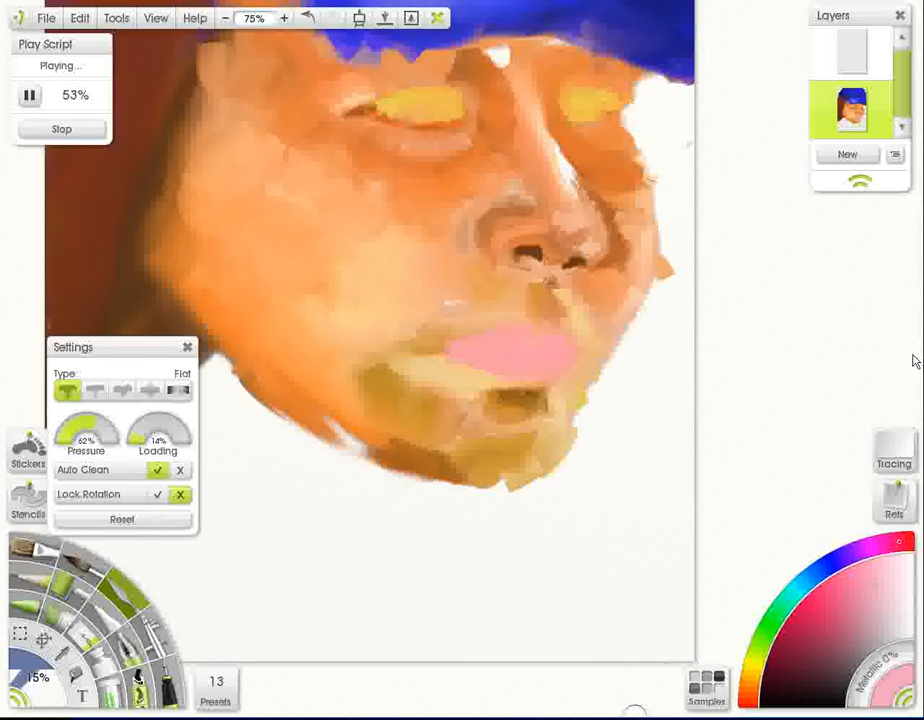 File Edit Tools View Help − 75% +
Play Script
Playing...
53%
Stop
Layers
New
Settings
Type: Flat
62% 14%
Pressure Loading
Auto Clean
Lock Rotation
Reset
Stickers
Stencils
Tracing
Refs
15%
T
13
Presets
Samples
Metallic 0%